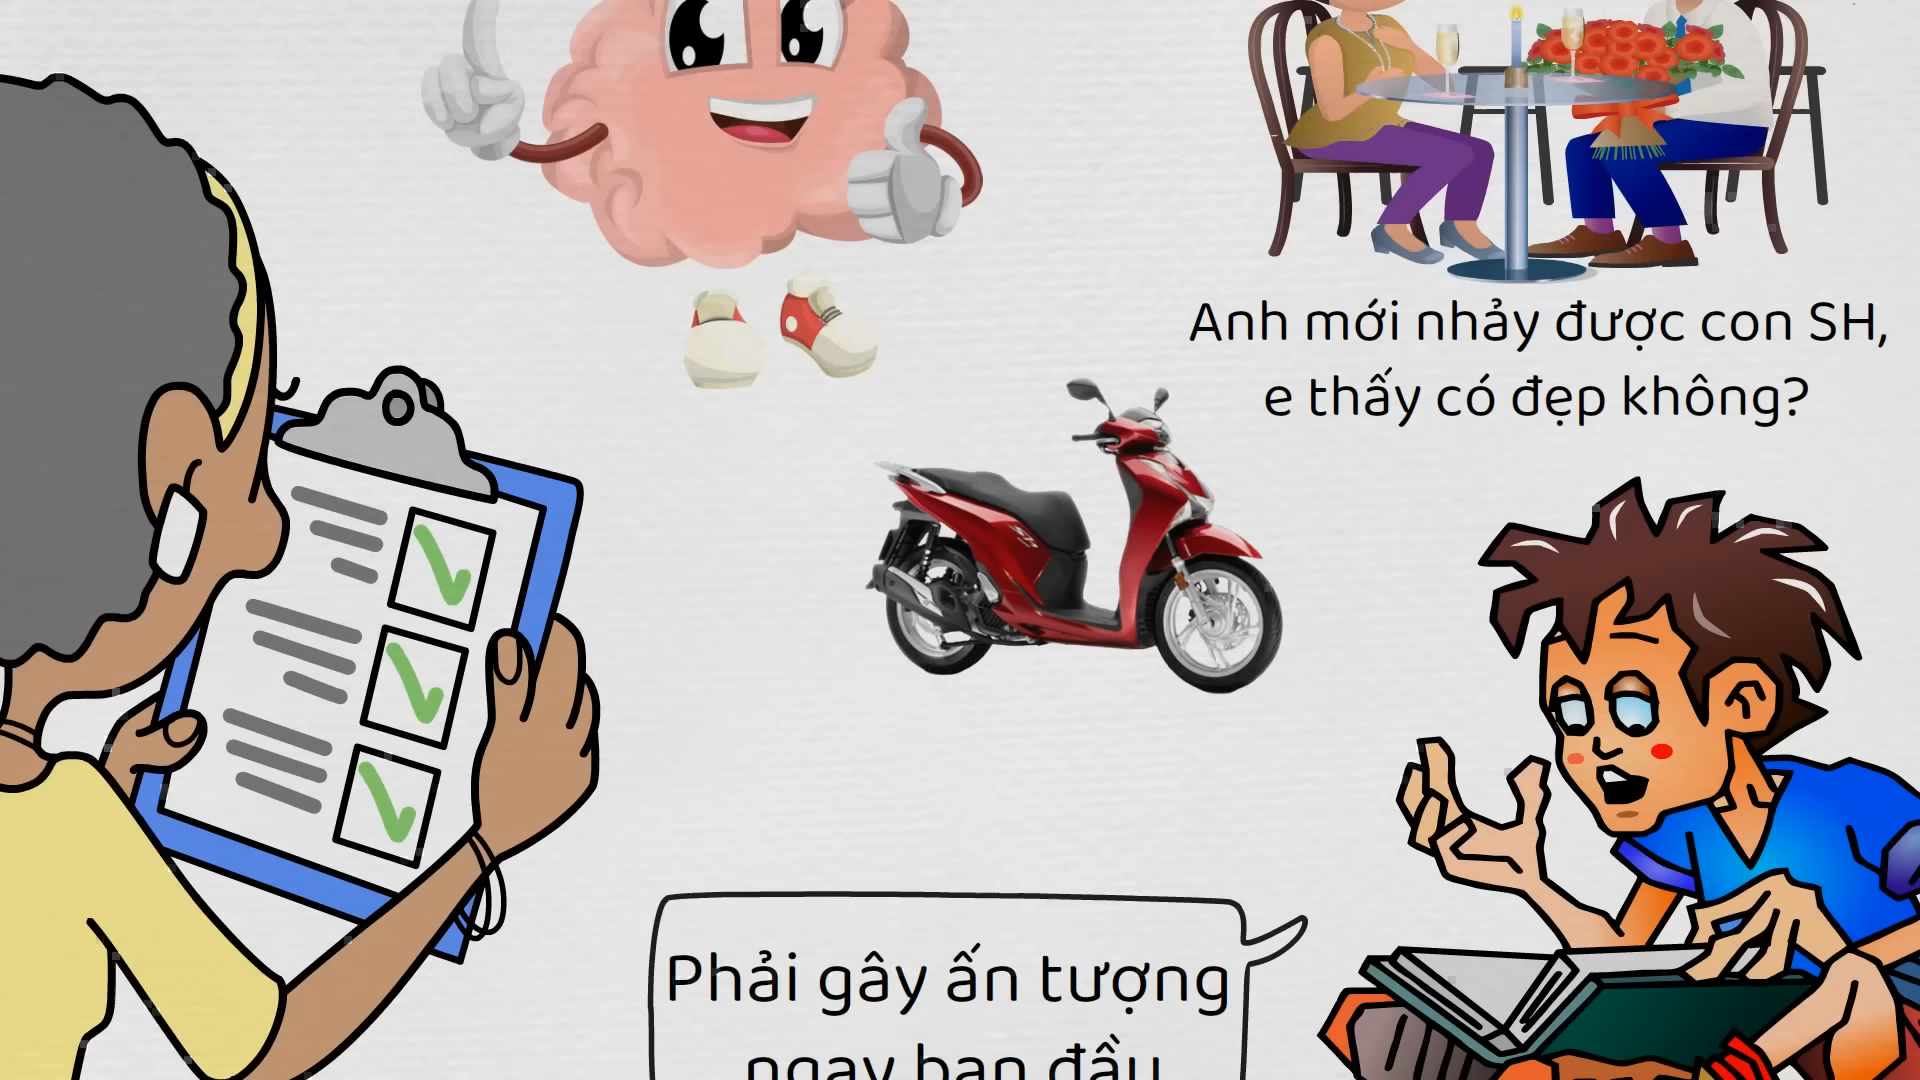 Anh mới nhảy được con SH,
e thấy có đẹp không?
Phải gây ấn tượng
ngay ban đầu